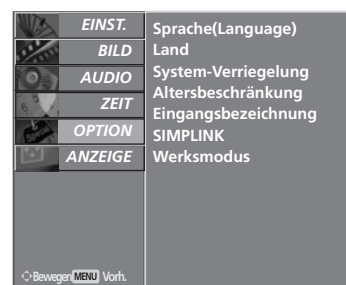 EINST.
BILD
AUDIO
ZEIT
OPTION
ANZEIGE
Sprache(Language)
Land
System-Verriegelung
Altersbeschränkung
Eingangsbezeichnung
SIMPLINK
Werksmodus
Bewegen MENU Vorh.